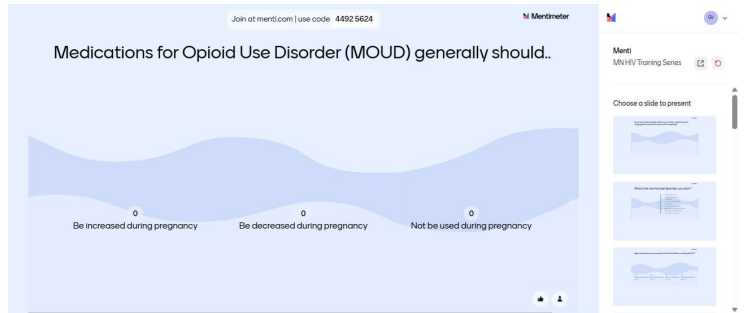 Join at menti.com | use code 4492 5624
Mentimeter
Medications for Opioid Use Disorder (MOUD) generally should..
0
Be increased during pregnancy
0
Be decreased during pregnancy
0
Not be used during pregnancy
Menti
MN HIV Training Series
Choose a slide to present
What is the role that best describes you work?